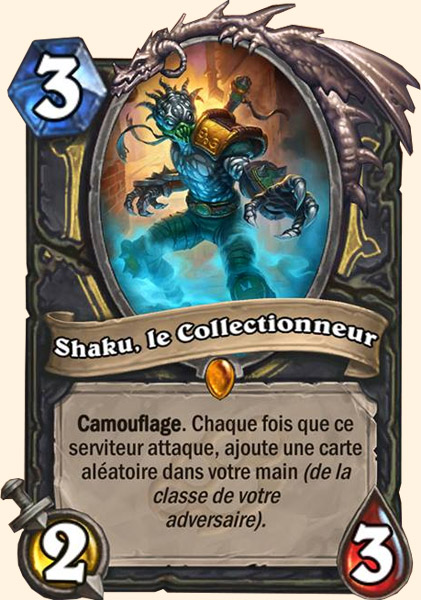 3
Shaku, le Collectionneur
Camouflage. Chaque fois que ce
serviteur attaque, ajoute une carte
aléatoire dans votre main (de la
classe de votre
adversaire).
2
3